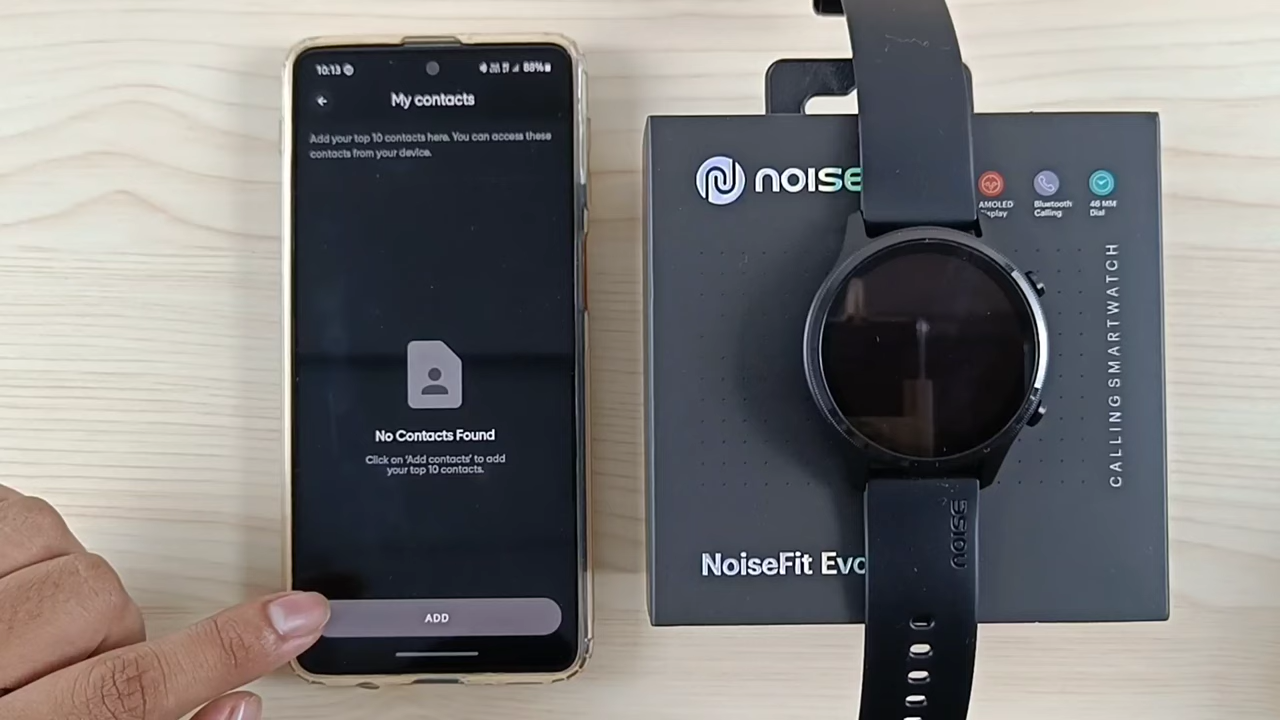 10:13
88%
My contacts
Add your top 10 contacts here. You can access these
contacts from your device.
No Contacts Found
Click on 'Add contacts' to add
your top 10 contacts.
ADD
NOISE
AMOLED
Bluetooth
Calling
46 MM
Dial
CALLING SMARTWATCH
NoiseFit Evo
NOISE